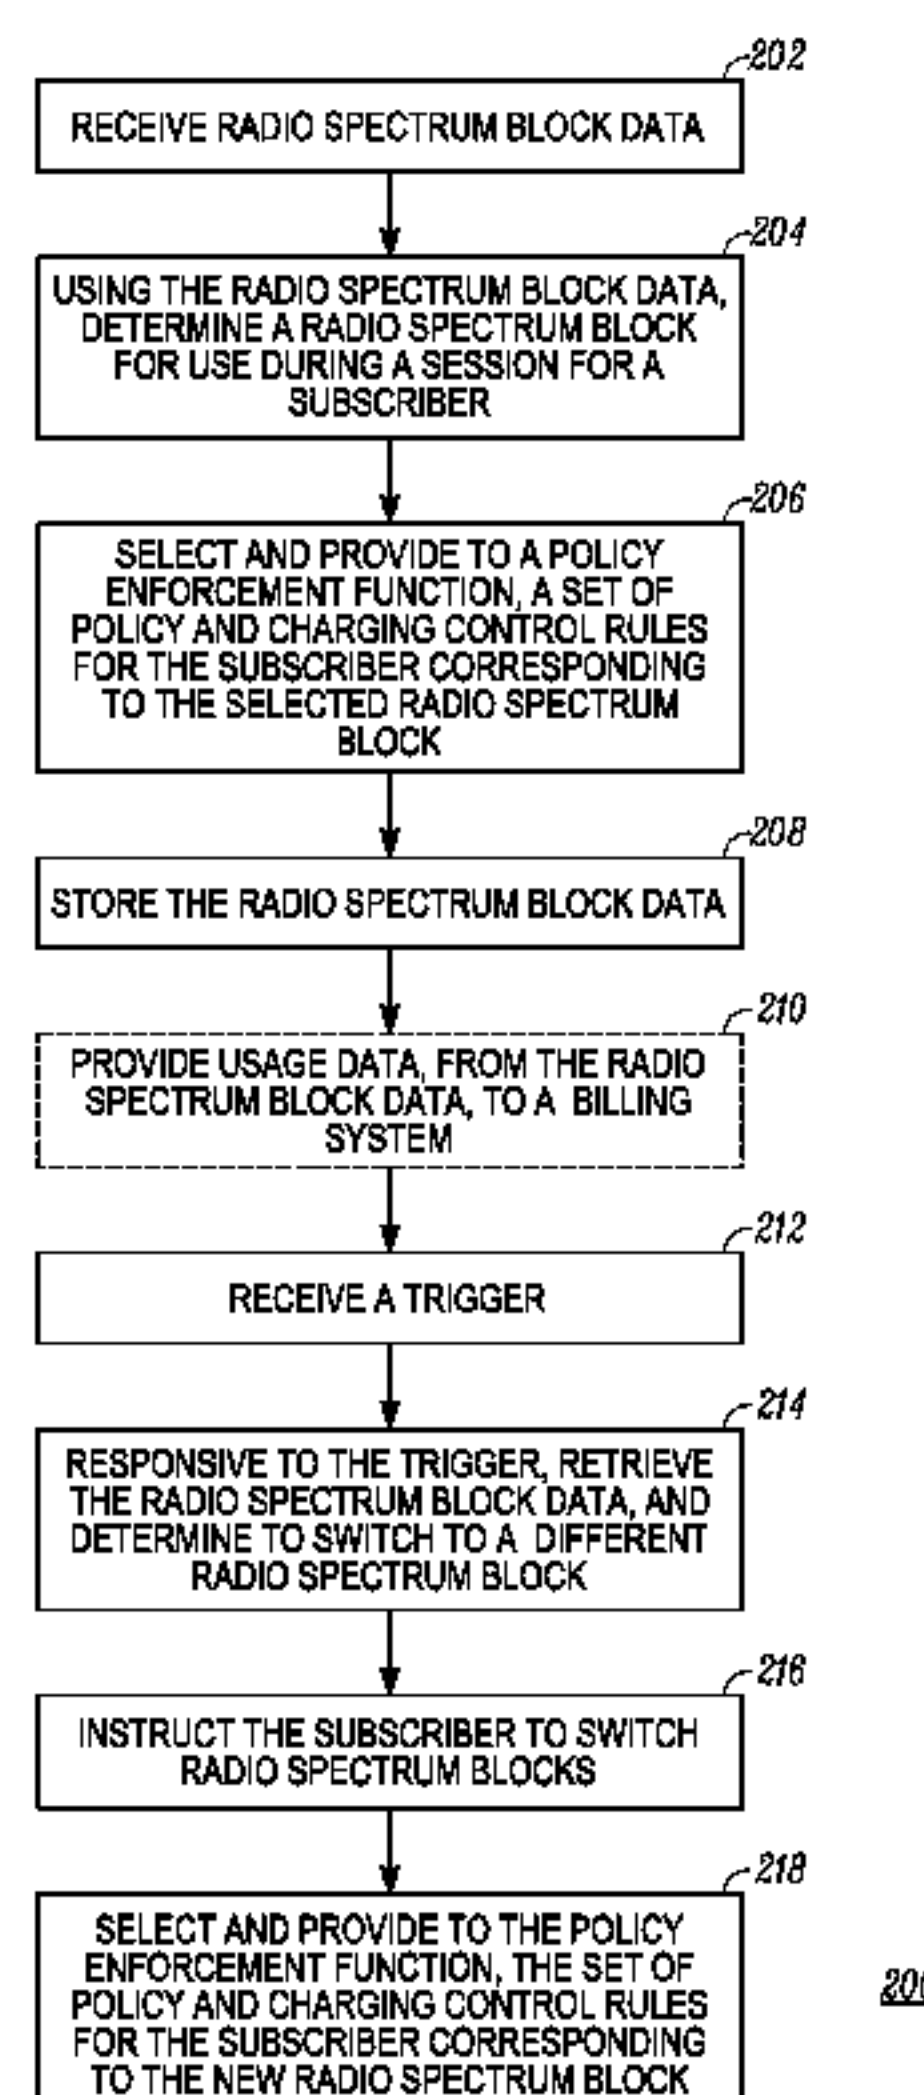 202
RECEIVE RADIO SPECTRUM BLOCK DATA
204
USING THE RADIO SPECTRUM BLOCK DATA,
DETERMINE A RADIO SPECTRUM BLOCK
FOR USE DURING A SESSION FOR A
SUBSCRIBER
206
SELECT AND PROVIDE TO A POLICY
ENFORCEMENT FUNCTION, A SET OF
POLICY AND CHARGING CONTROL RULES
FOR THE SUBSCRIBER CORRESPONDING
TO THE SELECTED RADIO SPECTRUM
BLOCK
208
STORE THE RADIO SPECTRUM BLOCK DATA
210
PROVIDE USAGE DATA, FROM THE RADIO
SPECTRUM BLOCK DATA, TO A BILLING
SYSTEM
212
RECEIVE A TRIGGER
214
RESPONSIVE TO THE TRIGGER, RETRIEVE
THE RADIO SPECTRUM BLOCK DATA, AND
DETERMINE TO SWITCH TO A DIFFERENT
RADIO SPECTRUM BLOCK
216
INSTRUCT THE SUBSCRIBER TO SWITCH
RADIO SPECTRUM BLOCKS
218
SELECT AND PROVIDE TO THE POLICY
ENFORCEMENT FUNCTION, THE SET OF
POLICY AND CHARGING CONTROL RULES
FOR THE SUBSCRIBER CORRESPONDING
TO THE NEW RADIO SPECTRUM BLOCK